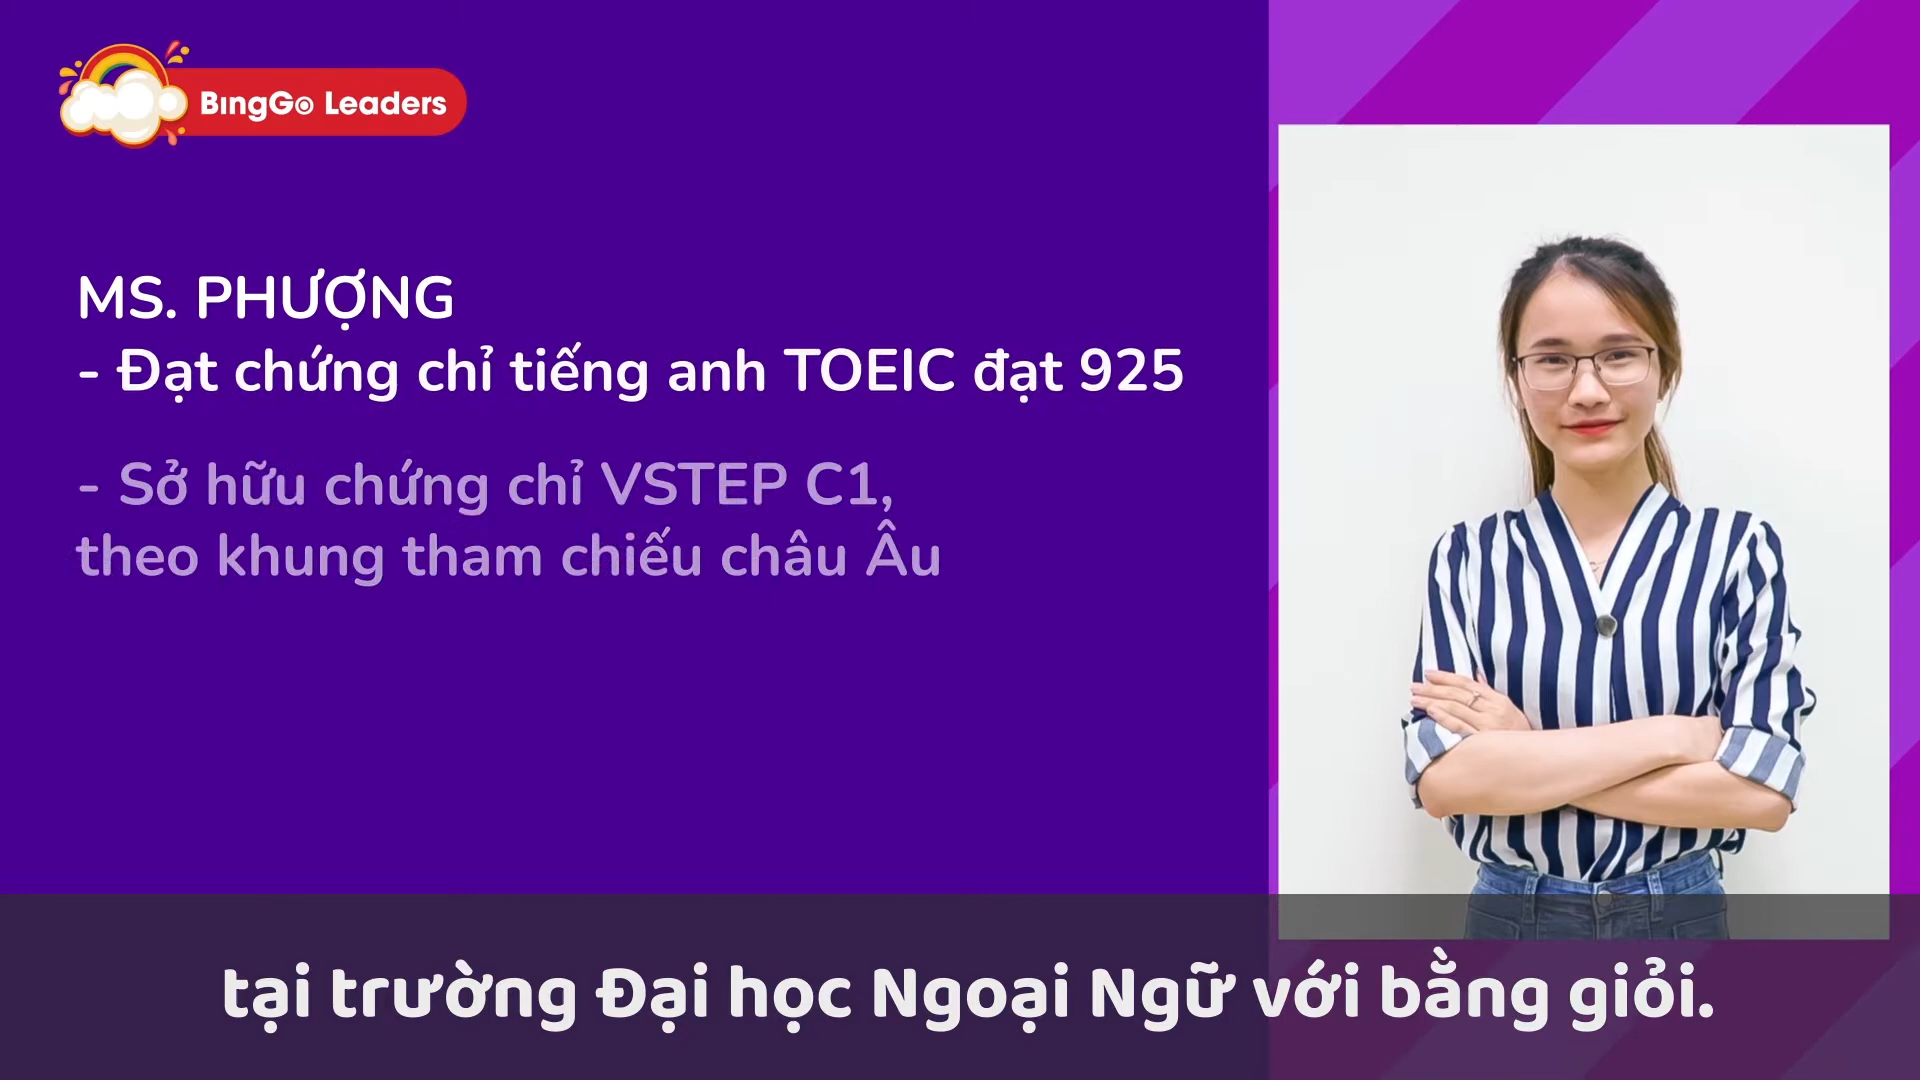 BingGo Leaders
MS. PHƯỢNG
- Đạt chứng chỉ tiếng anh TOEIC đạt 925
- Sở hữu chứng chỉ VSTEP C1,
theo khung tham chiếu châu Âu
tại trường Đại học Ngoại Ngữ với bằng giỏi.